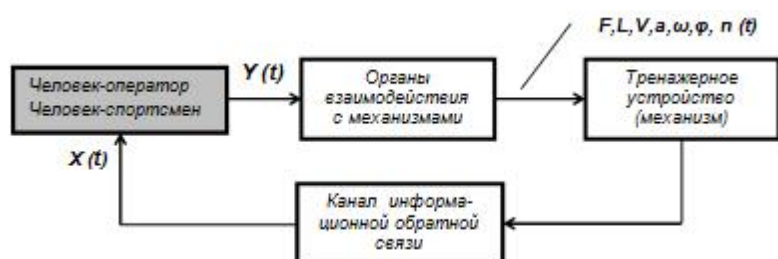 F,L,V,a,ω,φ, n (t)
Человек-оператор
Человек-спортсмен
Y (t)
Органы
взаимодействия
с механизмами
Тренажерное
устройство
(механизм)
X (t)
Канал информа-
ционной обратной
связи